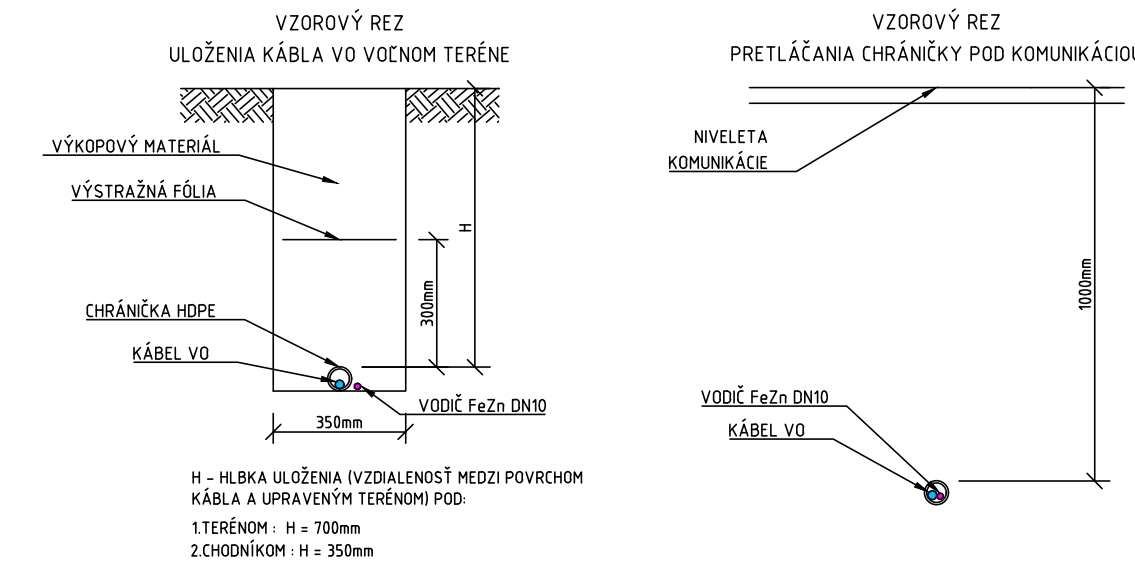 VZOROVÝ REZ
ULOŽENIA KÁBLA VO VOĽNOM TERÉNE
VÝKOPOVÝ MATERIÁL
VÝSTRAŽNÁ FÓLIA
H
300mm
CHRÁNIČKA HDPE
KÁBEL VO
VODIČ FeZn DN10
350mm
H - HLBKA ULOŽENIA (VZDIALENOSŤ MEDZI POVRCHOM
KÁBLA A UPRAVENÝM TERÉNOM) POD:
1.TERÉNOM : H = 700mm
2.CHODNÍKOM : H = 350mm
VZOROVÝ REZ
PRETLÁČANIA CHRÁNIČKY POD KOMUNIKÁCIOU
NIVELETA
KOMUNIKÁCIE
1000mm
VODIČ FeZn DN10
KÁBEL VO